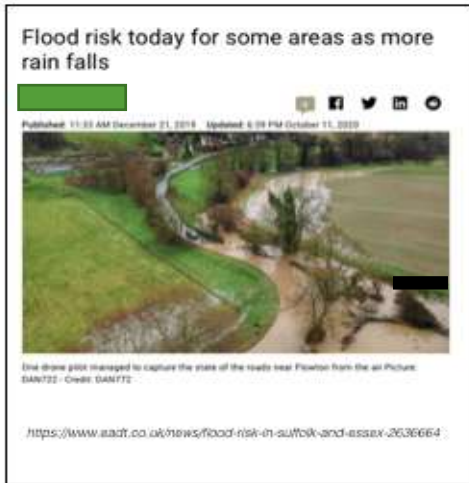 Flood risk today for some areas as more
rain falls
Published: 11:33 AM December 21, 2019 Updated: 6:59 PM October 11, 2020
One drone pilot managed to capture the state of the roads near Flowton from the air Picture:
DAN722 - Credit: DAN772
https://www.eadt.co.uk/news/flood-risk-in-suffolk-and-essex-2636664